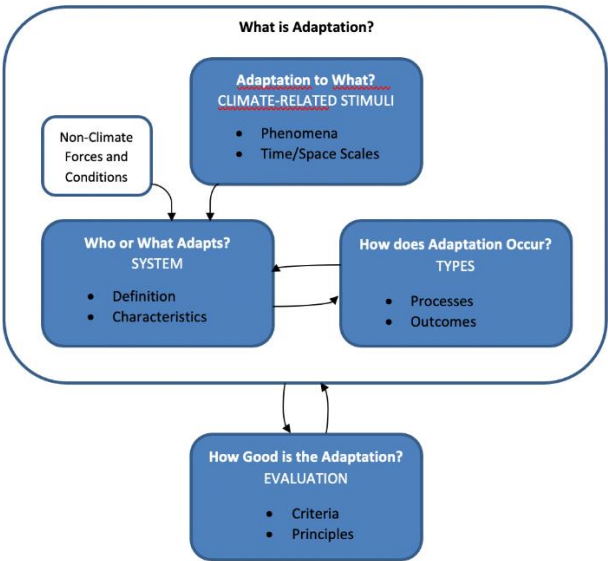 What is Adaptation?
Adaptation to What?
CLIMATE-RELATED STIMULI
• Phenomena
• Time/Space Scales
Non-Climate
Forces and
Conditions
Who or What Adapts?
SYSTEM
• Definition
• Characteristics
How does Adaptation Occur?
TYPES
• Processes
• Outcomes
How Good is the Adaptation?
EVALUATION
• Criteria
• Principles